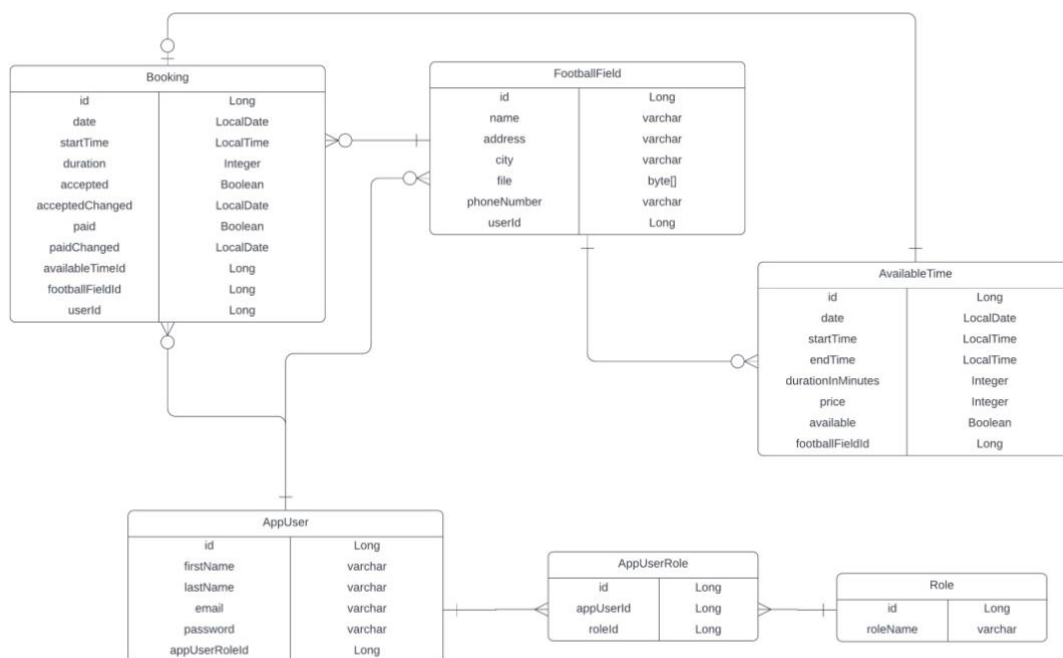 Booking
id Long
date LocalDate
startTime LocalTime
duration Integer
accepted Boolean
acceptedChanged LocalDate
paid Boolean
paidChanged LocalDate
availableTimeId Long
footballFieldId Long
userId Long
FootballField
id Long
name varchar
address varchar
city varchar
file byte[]
phoneNumber varchar
userId Long
AvailableTime
id Long
date LocalDate
startTime LocalTime
endTime LocalTime
durationInMinutes Integer
price Integer
available Boolean
footballFieldId Long
AppUser
id Long
firstName varchar
lastName varchar
email varchar
password varchar
appUserRoleId Long
AppUserRole
id Long
appUserId Long
roleId Long
Role
id Long
roleName varchar